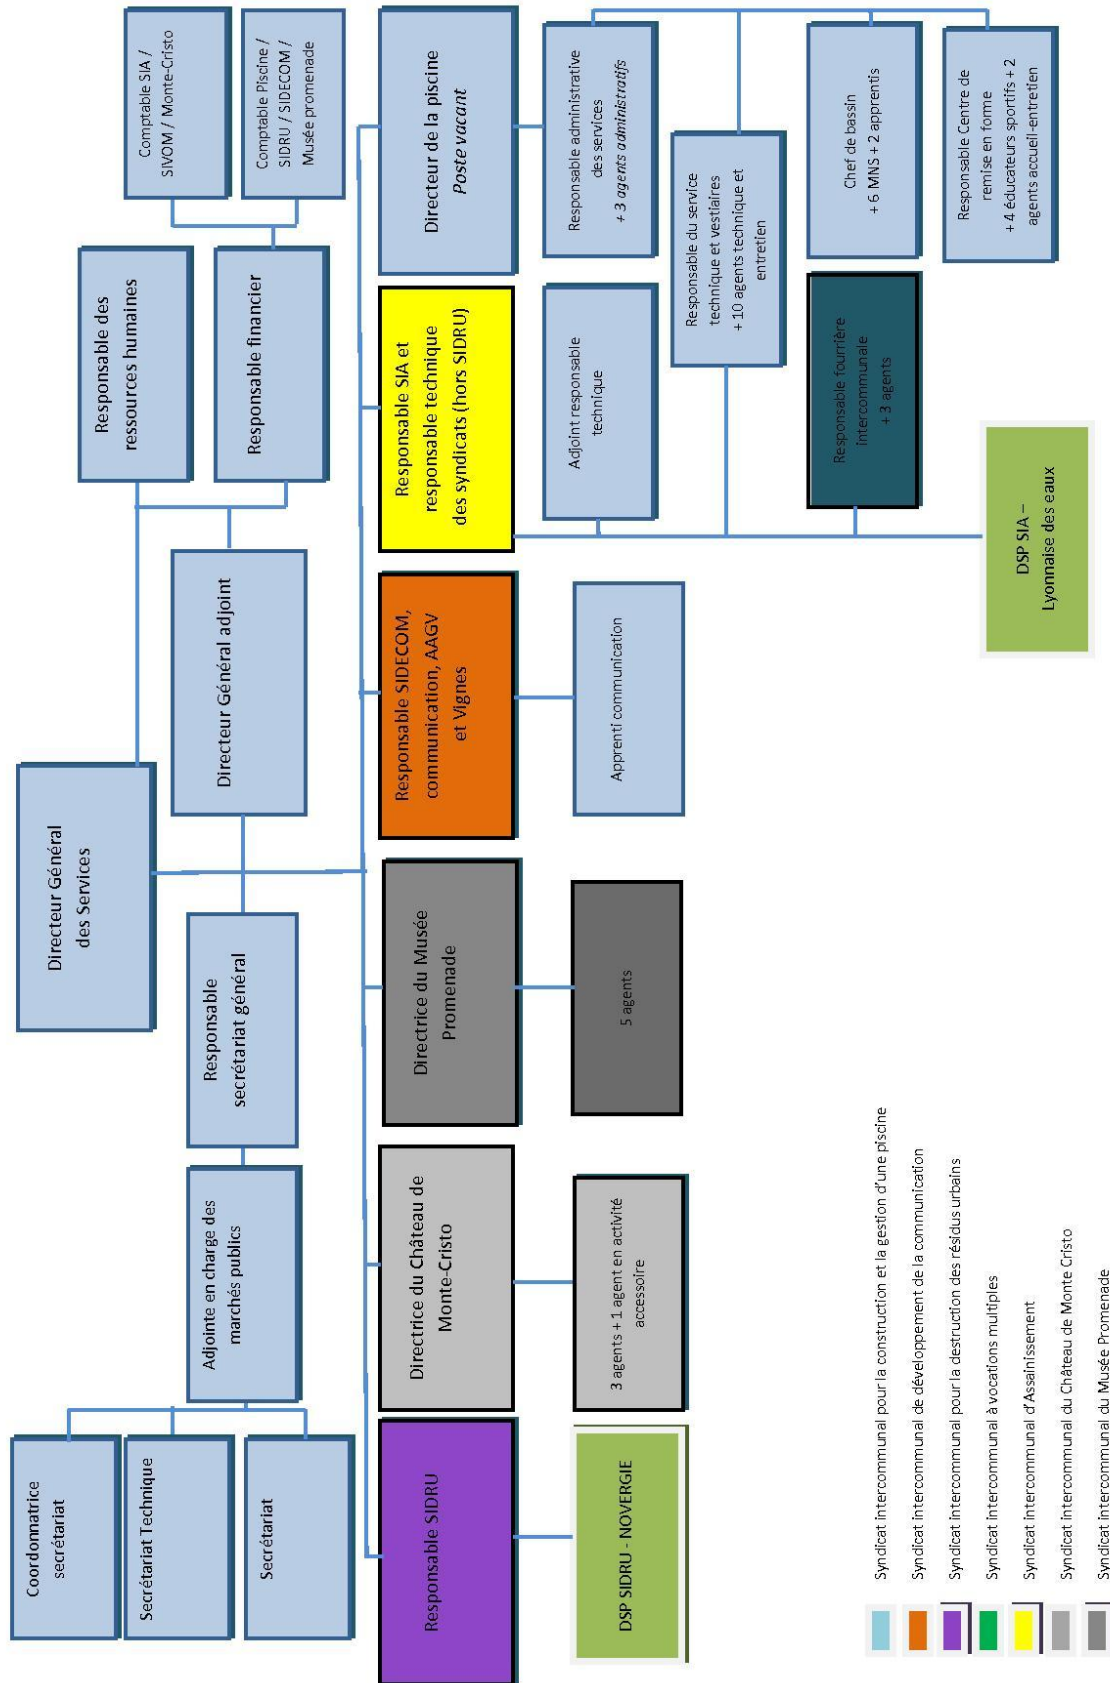 Directeur Général
des Services
Coordonnatrice
secrétariat
Secrétariat Technique
Secrétariat
Adjointe en charge des
marchés publics
Responsable
secrétariat général
Directeur Général adjoint
Responsable des
ressources humaines
Responsable financier
Comptable SIA /
SIVOM / Monte-Cristo
Comptable Piscine /
SIDRU / SIDECOM /
Musée promenade
Responsable SIDRU
Directrice du Château de
Monte-Cristo
Directrice du Musée
Promenade
Responsable SIDECOM,
communication, AAGV
et Vignes
Responsable SIA et
responsable technique
des syndicats (hors SIDRU)
Directeur de la piscine
Poste vacant
DSP SIDRU - NOVERGIE
3 agents + 1 agent en activité
accessoire
5 agents
Apprenti communication
Adjoint responsable
technique
Responsable administrative
des services
+ 3 agents administratifs
Responsable du service
technique et vestiaires
+ 10 agents technique et
entretien
Responsable fourrière
intercommunale
+ 3 agents
Chef de bassin
+ 6 MNS + 2 apprentis
Responsable Centre de
remise en forme
+ 4 éducateurs sportifs + 2
agents accueil-entretien
DSP SIA –
Lyonnaise des eaux
Syndicat intercommunal pour la construction et la gestion d'une piscine
Syndicat intercommunal de développement de la communication
Syndicat intercommunal pour la destruction des résidus urbains
Syndicat intercommunal à vocations multiples
Syndicat intercommunal d'Assainissement
Syndicat intercommunal du Château de Monte Cristo
Syndicat intercommunal du Musée Promenade